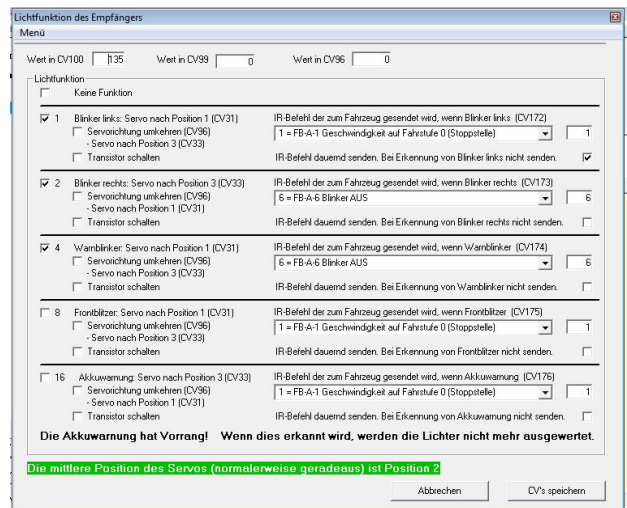 Lichtfunktion des Empfängers
Menü
Wert in CV100 135 Wert in CV99 0 Wert in CV96 0
Lichtfunktion
Keine Funktion
1 Blinker links: Servo nach Position 1 (CV31) IR-Befehl der zum Fahrzeug gesendet wird, wenn Blinker links (CV172)
Servorichtung umkehren (CV96) 1 = FB-A-1 Geschwindigkeit auf Fahrstufe 0 (Stoppstelle) 1
- Servo nach Position 3 (CV33)
Transistor schalten IR-Befehl dauernd senden. Bei Erkennung von Blinker links nicht senden.
2 Blinker rechts: Servo nach Position 3 (CV33) IR-Befehl der zum Fahrzeug gesendet wird, wenn Blinker rechts (CV173)
Servorichtung umkehren (CV96) 6 = FB-A-6 Blinker AUS 6
- Servo nach Position 1 (CV31)
Transistor schalten IR-Befehl dauernd senden. Bei Erkennung von Blinker rechts nicht senden.
4 Warnblinker: Servo nach Position 1 (CV31) IR-Befehl der zum Fahrzeug gesendet wird, wenn Warnblinker (CV174)
Servorichtung umkehren (CV96) 6 = FB-A-6 Blinker AUS 6
- Servo nach Position 3 (CV33)
Transistor schalten IR-Befehl dauernd senden. Bei Erkennung von Warnblinker nicht senden.
8 Frontblitzer: Servo nach Position 1 (CV31) IR-Befehl der zum Fahrzeug gesendet wird, wenn Frontblitzer (CV175)
Servorichtung umkehren (CV96) 1 = FB-A-1 Geschwindigkeit auf Fahrstufe 0 (Stoppstelle) 1
- Servo nach Position 3 (CV33)
Transistor schalten IR-Befehl dauernd senden. Bei Erkennung von Frontblitzer nicht senden.
16 Akkuwarnung: Servo nach Position 3 (CV33) IR-Befehl der zum Fahrzeug gesendet wird, wenn Akkuwarnung (CV176)
Servorichtung umkehren (CV96) 1 = FB-A-1 Geschwindigkeit auf Fahrstufe 0 (Stoppstelle) 1
- Servo nach Position 1 (CV31)
Transistor schalten IR-Befehl dauernd senden. Bei Erkennung von Akkuwarnung nicht senden.
Die Akkuwarnung hat Vorrang! Wenn dies erkannt wird, werden die Lichter nicht mehr ausgewertet.
Die mittlere Position des Servos (normalerweise geradeaus) ist Position 2
Abbrechen CV's speichern